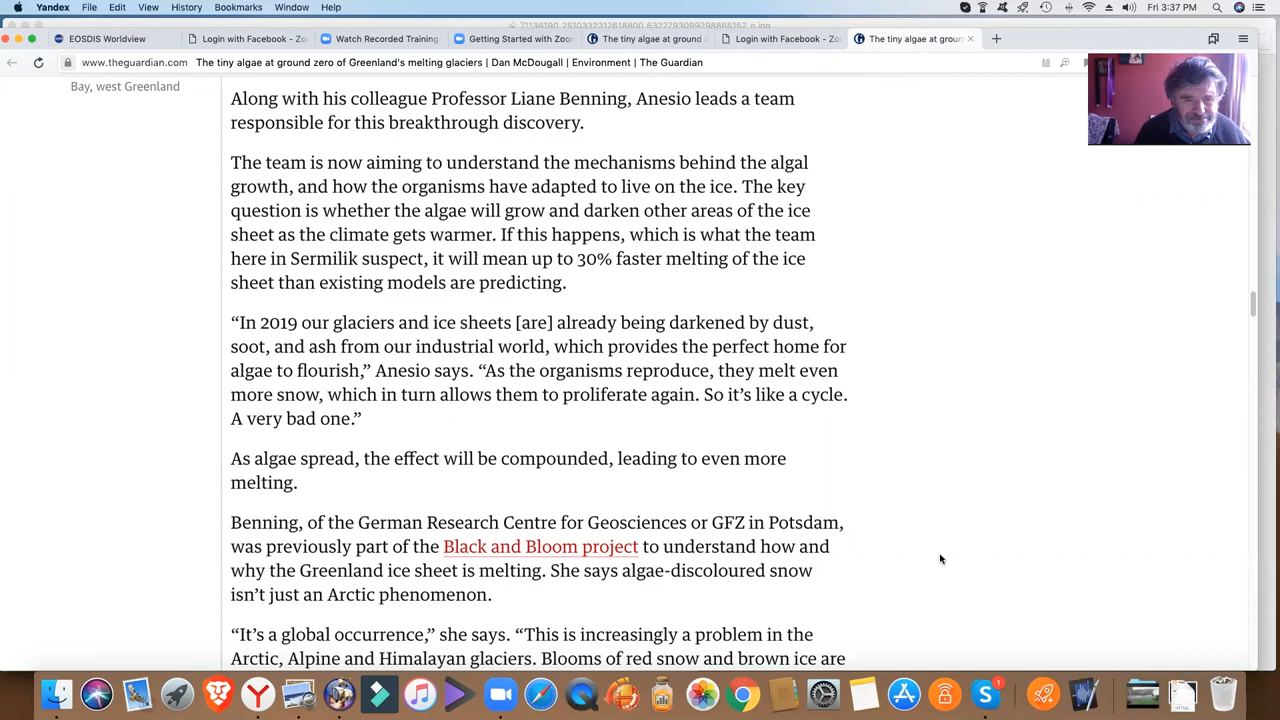 Yandex File Edit View History Bookmarks Window Help Fri 3:37 PM
EOSDIS Worldview Login with Facebook - Zoo Watch Recorded Training Getting Started with Zoom The tiny algae at ground z Login with Facebook - Zoo The tiny algae at groun
www.theguardian.com The tiny algae at ground zero of Greenland's melting glaciers | Dan McDougall | Environment | The Guardian
Bay, west Greenland
Along with his colleague Professor Liane Benning, Anesio leads a team
responsible for this breakthrough discovery.
The team is now aiming to understand the mechanisms behind the algal
growth, and how the organisms have adapted to live on the ice. The key
question is whether the algae will grow and darken other areas of the ice
sheet as the climate gets warmer. If this happens, which is what the team
here in Sermilik suspect, it will mean up to 30% faster melting of the ice
sheet than existing models are predicting.
“In 2019 our glaciers and ice sheets [are] already being darkened by dust,
soot, and ash from our industrial world, which provides the perfect home for
algae to flourish,” Anesio says. “As the organisms reproduce, they melt even
more snow, which in turn allows them to proliferate again. So it’s like a cycle.
A very bad one.”
As algae spread, the effect will be compounded, leading to even more
melting.
Benning, of the German Research Centre for Geosciences or GFZ in Potsdam,
was previously part of the Black and Bloom project to understand how and
why the Greenland ice sheet is melting. She says algae-discoloured snow
isn’t just an Arctic phenomenon.
“It’s a global occurrence,” she says. “This is increasingly a problem in the
Arctic, Alpine and Himalayan glaciers. Blooms of red snow and brown ice are
1